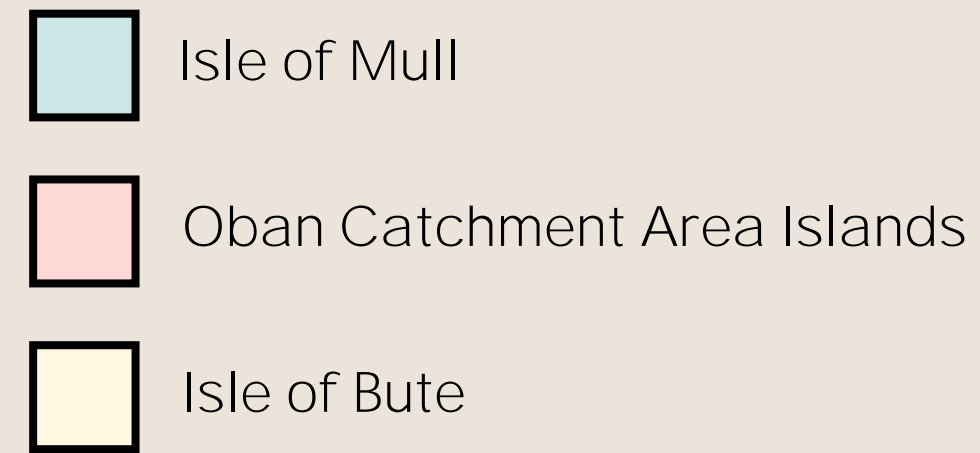 Isle of Mull
Oban Catchment Area Islands
Isle of Bute